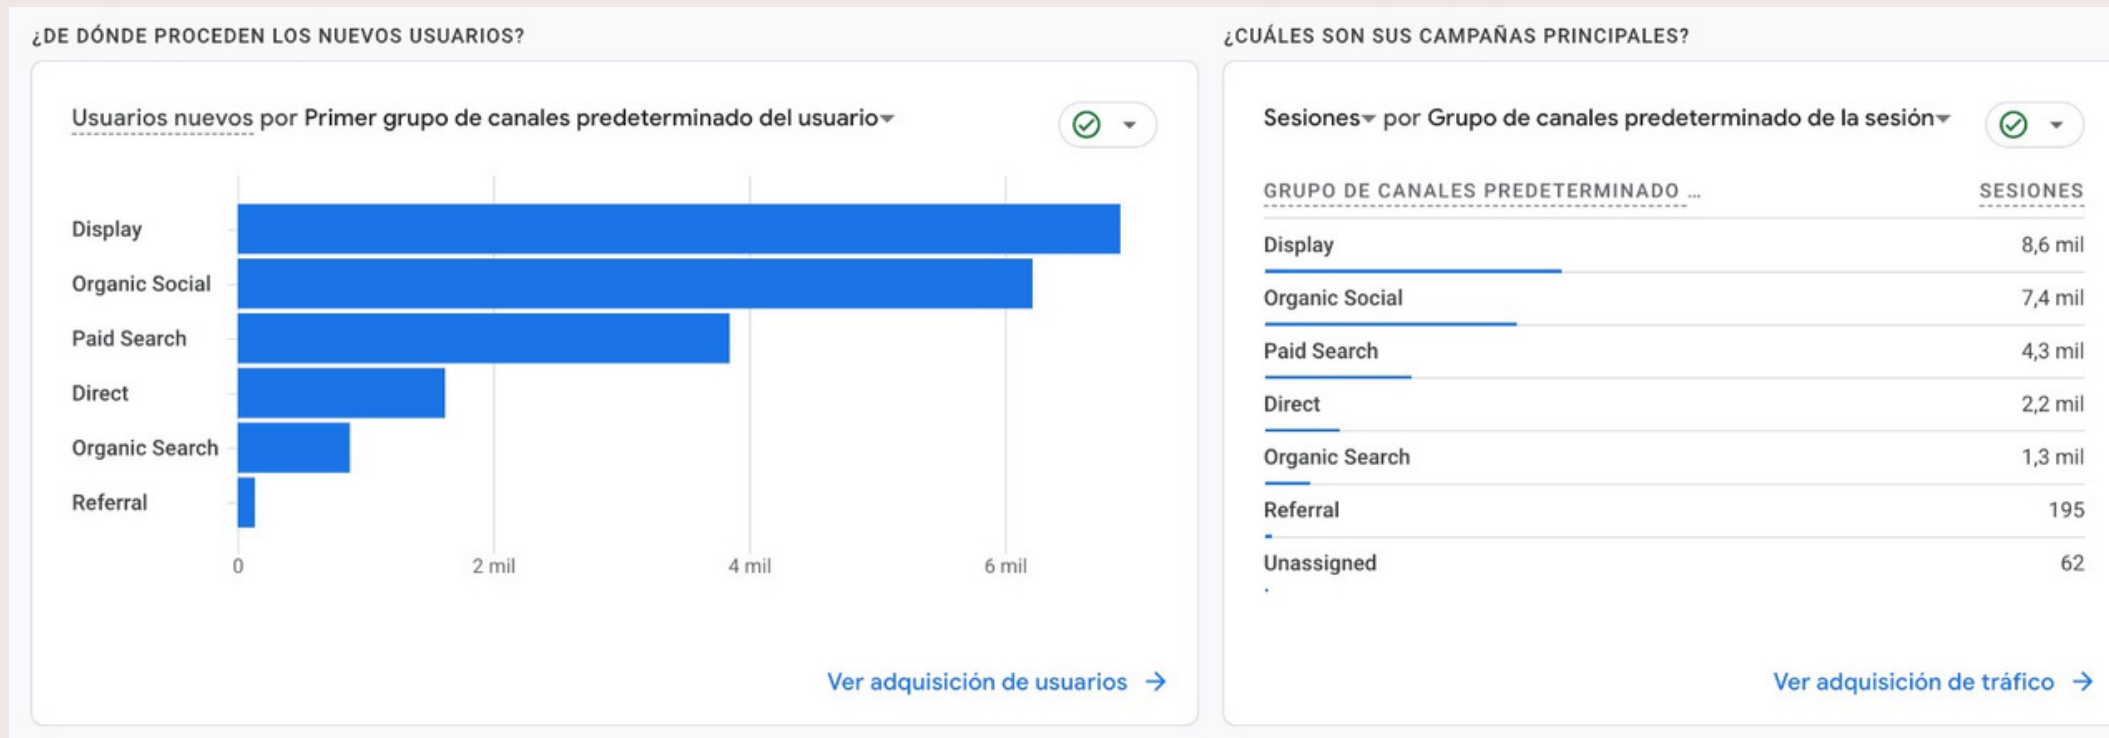 ¿DE DÓNDE PROCEDEN LOS NUEVOS USUARIOS?
Usuarios nuevos por Primer grupo de canales predeterminado del usuario
Display
Organic Social
Paid Search
Direct
Organic Search
Referral
0 2 mil 4 mil 6 mil
Ver adquisición de usuarios →
¿CUÁLES SON SUS CAMPAÑAS PRINCIPALES?
Sesiones por Grupo de canales predeterminado de la sesión
GRUPO DE CANALES PREDETERMINADO ... SESIONES
Display 8,6 mil
Organic Social 7,4 mil
Paid Search 4,3 mil
Direct 2,2 mil
Organic Search 1,3 mil
Referral 195
Unassigned 62
Ver adquisición de tráfico →